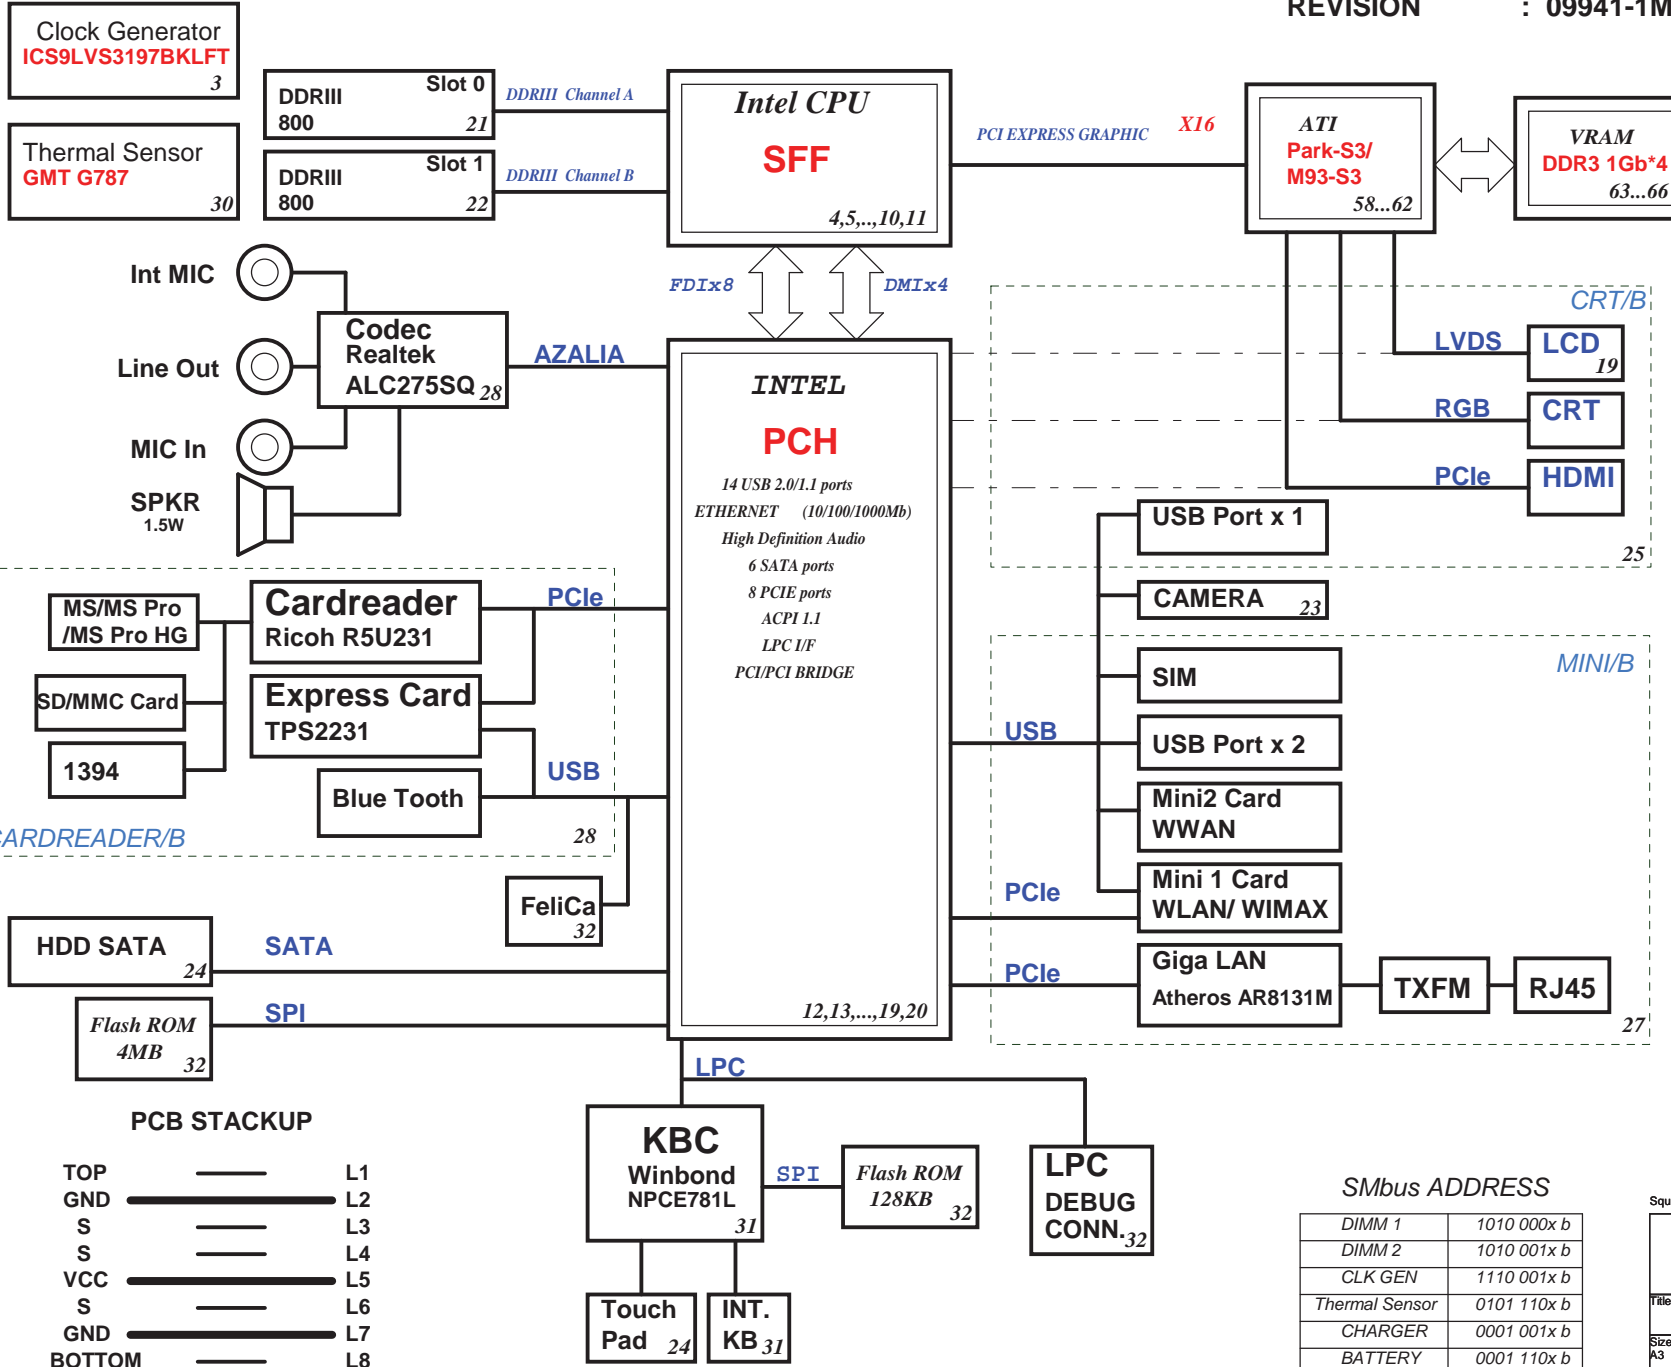 REVISION : 09941-1M
Clock Generator
ICS9LVS3197BKLFT
3
Thermal Sensor
GMT G787
30
DDRIII
800
Slot 0
21
DDRIII Channel A
DDRIII
800
Slot 1
22
DDRIII Channel B
Intel CPU
SFF
4,5,..,10,11
PCI EXPRESS GRAPHIC X16
ATI
Park-S3/
M93-S3
58...62
VRAM
DDR3 1Gb*4
63...66
FDIx8
DMIx4
Int MIC
Line Out
MIC In
SPKR
1.5W
Codec
Realtek
ALC275SQ
28
AZALIA
INTEL
PCH
14 USB 2.0/1.1 ports
ETHERNET (10/100/1000Mb)
High Definition Audio
6 SATA ports
8 PCIE ports
ACPI 1.1
LPC I/F
PCI/PCI BRIDGE
12,13,...,19,20
CRT/B
LVDS
LCD
19
RGB
CRT
PCIe
HDMI
25
USB Port x 1
CAMERA
23
MINI/B
SIM
USB
USB Port x 2
Mini2 Card
WWAN
PCIe
Mini 1 Card
WLAN/ WIMAX
PCIe
Giga LAN
Atheros AR8131M
TXFM
RJ45
27
MS/MS Pro
/MS Pro HG
SD/MMC Card
1394
Cardreader
Ricoh R5U231
PCIe
Express Card
TPS2231
USB
Blue Tooth
28
CARDREADER/B
FeliCa
32
HDD SATA
24
SATA
Flash ROM
4MB
32
SPI
LPC
KBC
Winbond
NPCE781L
31
SPI
Flash ROM
128KB
32
LPC
DEBUG
CONN.
32
Touch
Pad
24
INT.
KB
31
PCB STACKUP
TOP L1
GND L2
S L3
S L4
VCC L5
S L6
GND L7
BOTTOM L8
SMbus ADDRESS
DIMM 1 1010 000x b
DIMM 2 1010 001x b
CLK GEN 1110 001x b
Thermal Sensor 0101 110x b
CHARGER 0001 001x b
BATTERY 0001 110x b
Squ
Title
Size
A3